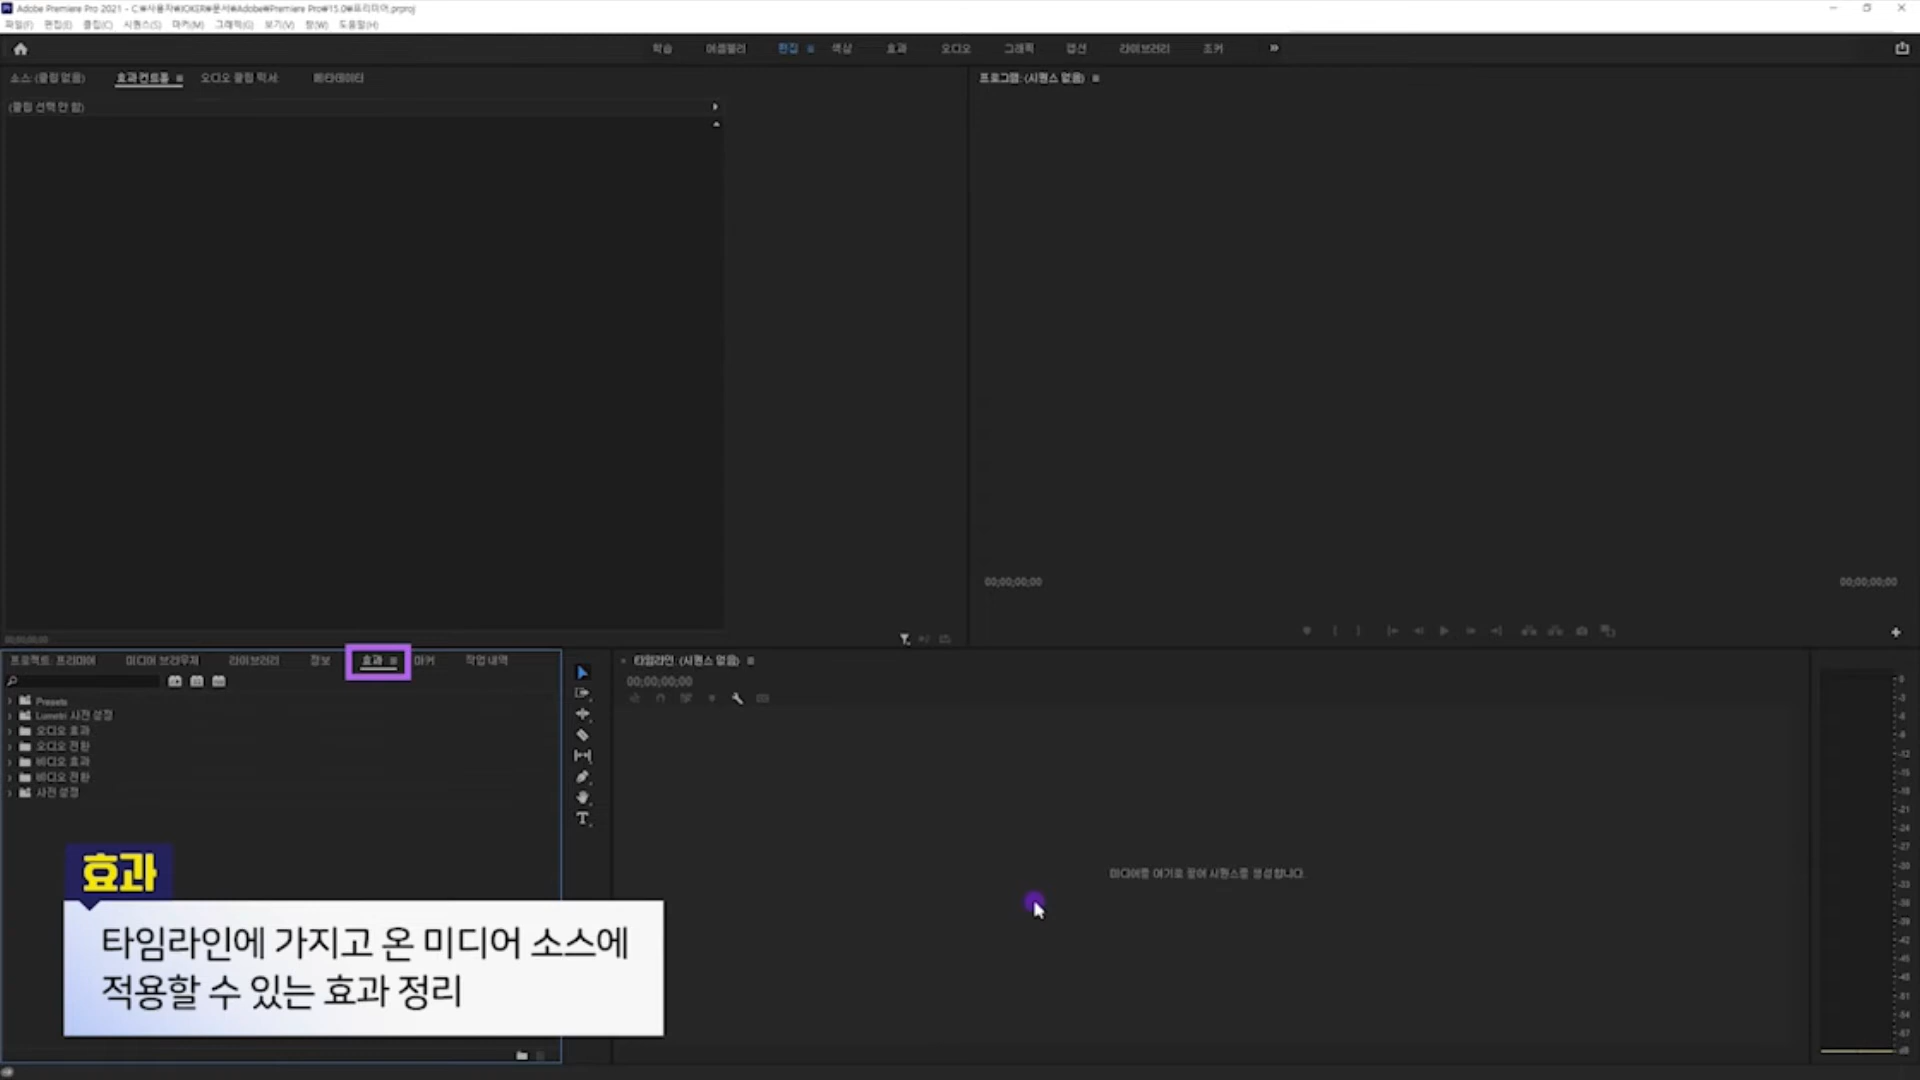 Adobe Premiere Pro 2021 - C:₩사용자₩JOKER₩문서₩Adobe₩Premiere Pro₩15.0₩프리미어.prproj
파일(F) 편집(E) 클립(C) 시퀀스(S) 마커(M) 그래픽(G) 보기(V) 창(W) 도움말(H)
학습 어셈블리 편집 색상 효과 오디오 그래픽 캡션 라이브러리 조커
소스: (클립 없음) 효과 컨트롤 오디오 클립 믹서 메타데이터
프로그램: (시퀀스 없음)
(클립 선택 안 함)
00;00;00;00 00;00;00;00
00;00;00;00
프로젝트: 프리미어 미디어 브라우저 라이브러리 정보 효과 마커 작업 내역
타임라인: (시퀀스 없음)
00;00;00;00
Presets
Lumetri 사전 설정
오디오 효과
오디오 전환
비디오 효과
비디오 전환
사전 설정
미디어를 여기로 끌어 시퀀스를 생성합니다.
효과
타임라인에 가지고 온 미디어 소스에
적용할 수 있는 효과 정리